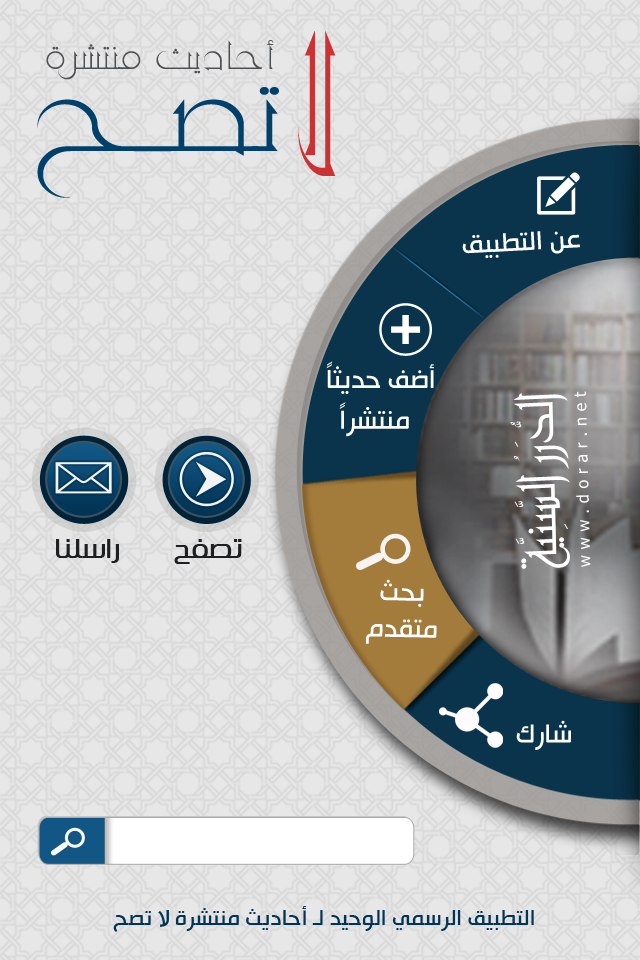 أحاديث منتشرة
لا تصح
عن التطبيق
أضف حديثاً
منتشراً
الدرر السَّنِيَّة
www.dorar.net
تصفح
راسلنا
بحث
متقدم
شارك
التطبيق الرسمي الوحيد لـ أحاديث منتشرة لا تصح